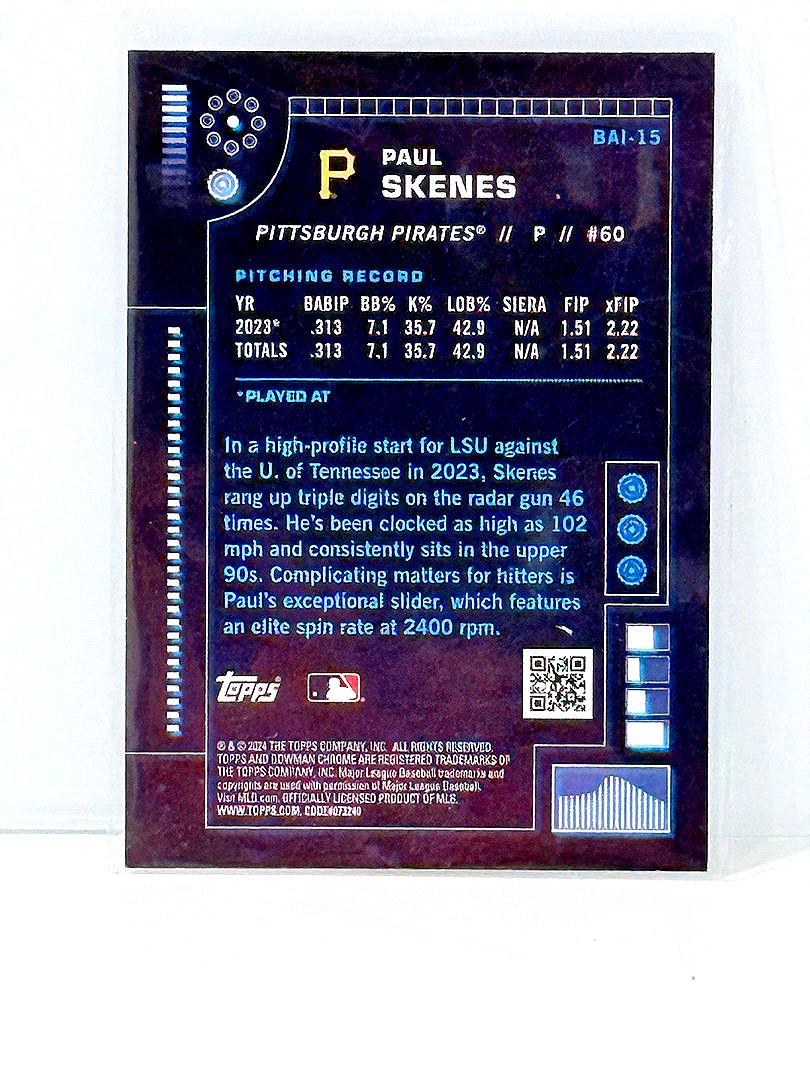 BAI-15
P
PAUL
SKENES
PITTSBURGH PIRATES® // P // #60
PITCHING RECORD
YR BABIP BB% K% LOB% SIERA FIP xFIP
2023* .313 7.1 35.7 42.9 N/A 1.51 2.22
TOTALS .313 7.1 35.7 42.9 N/A 1.51 2.22
*PLAYED AT
In a high-profile start for LSU against
the U. of Tennessee in 2023, Skenes
rang up triple digits on the radar gun 46
times. He's been clocked as high as 102
mph and consistently sits in the upper
90s. Complicating matters for hitters is
Paul's exceptional slider, which features
an elite spin rate at 2400 rpm.
Topps
® & © 2024 THE TOPPS COMPANY, INC. ALL RIGHTS RESERVED.
TOPPS AND BOWMAN CHROME ARE REGISTERED TRADEMARKS OF
THE TOPPS COMPANY, INC. Major League Baseball trademarks and
copyrights are used with permission of Major League Baseball.
Visit MLB.com. OFFICIALLY LICENSED PRODUCT OF MLB.
WWW.TOPPS.COM. CODE#073240